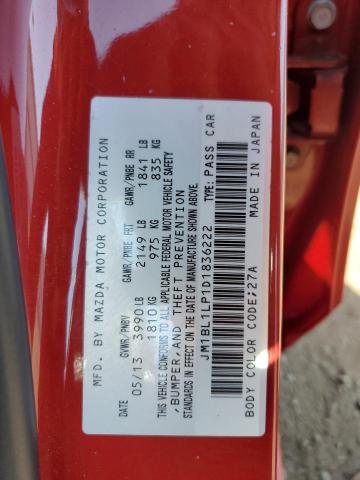 MFD. BY MAZDA MOTOR CORPORATION
DATE GVWR/PNBV GAWR/PNBE FRT GAWR/PNBE RR
05/13 3990 LB 2149 LB 1841 LB
1810 KG 975 KG 835 KG
THIS VEHICLE CONFORMS TO ALL APPLICABLE FEDERAL MOTOR VEHICLE SAFETY
,BUMPER,AND THEFT PREVENTION
STANDARDS IN EFFECT ON THE DATE OF MANUFACTURE SHOWN ABOVE.
JM1BL1LP1D1836222 TYPE: PASS CAR
BODY COLOR CODE:27A MADE IN JAPAN